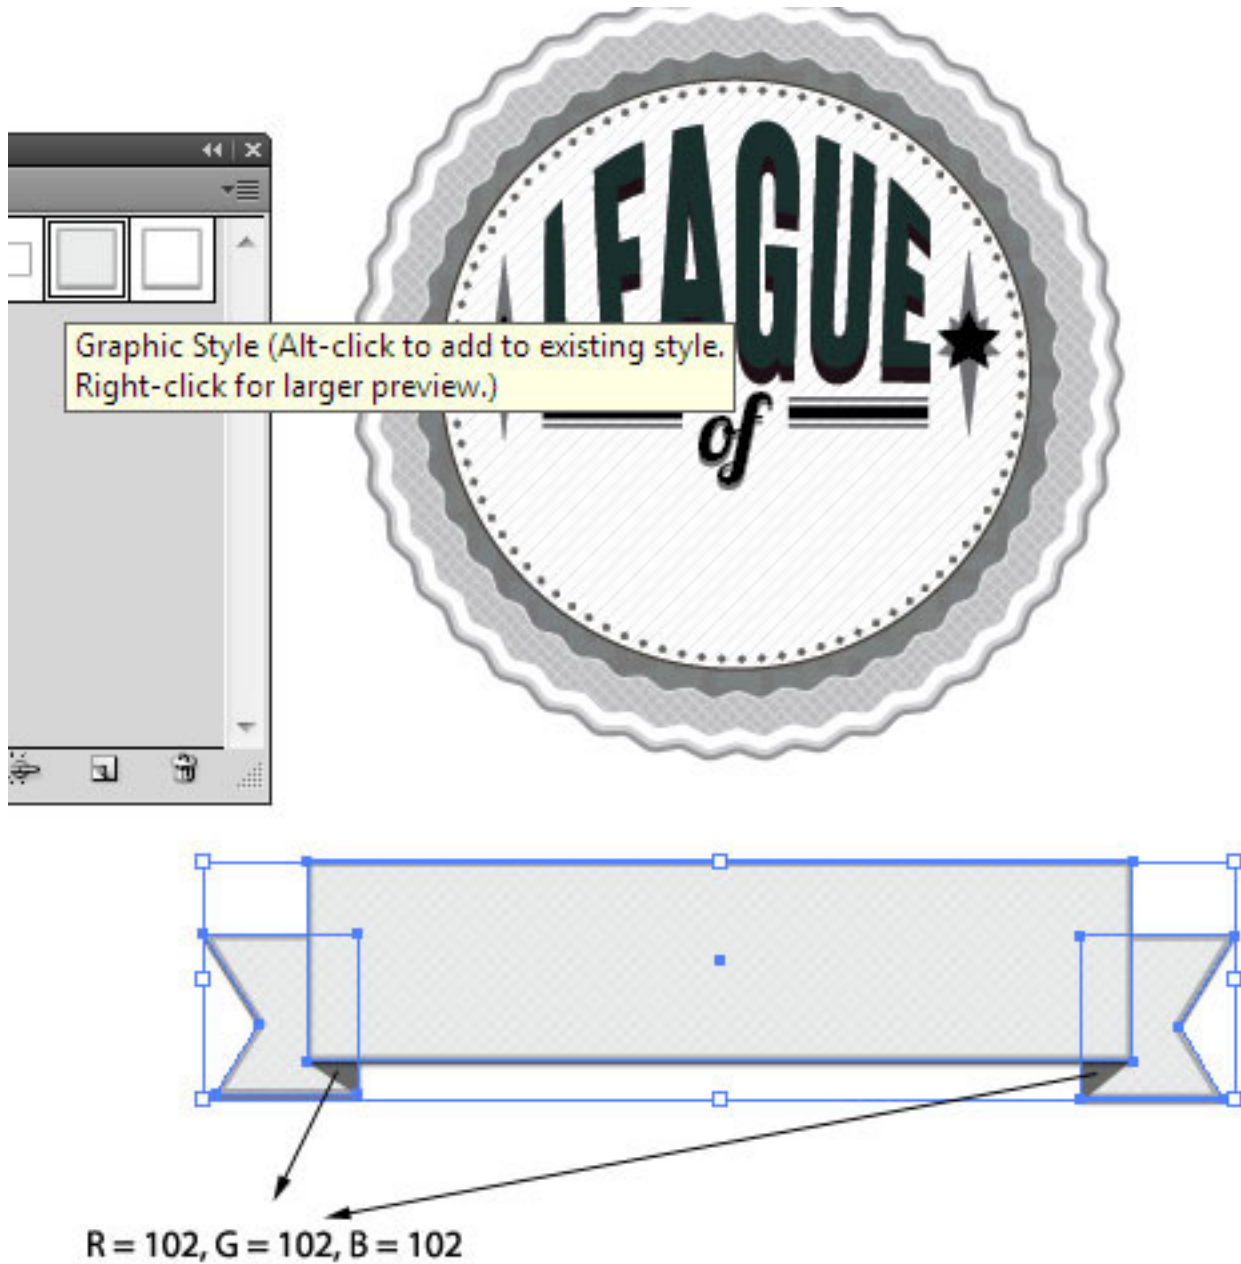 LEAGUE
Graphic Style (Alt-click to add to existing style.
Right-click for larger preview.)
of
R = 102, G = 102, B = 102